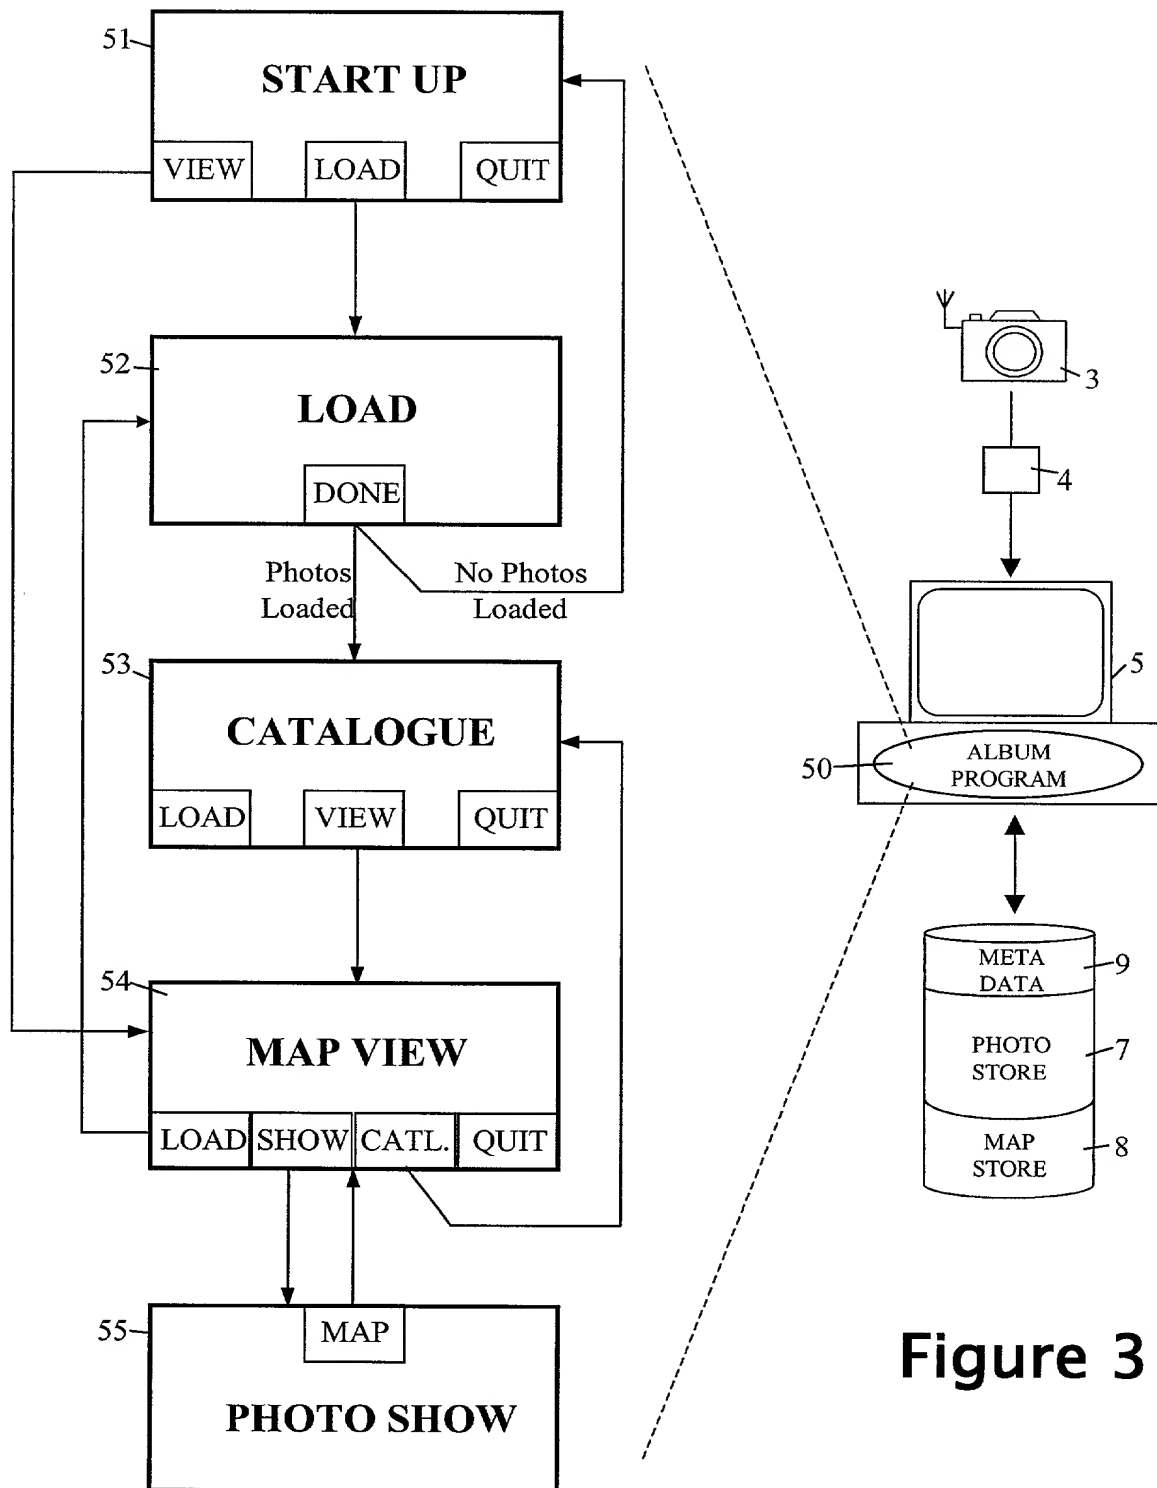 51
START UP
VIEW
LOAD
QUIT
52
LOAD
DONE
Photos
Loaded
No Photos
Loaded
53
CATALOGUE
LOAD
VIEW
QUIT
54
MAP VIEW
LOAD
SHOW
CATL.
QUIT
55
MAP
PHOTO SHOW
3
4
5
50
ALBUM
PROGRAM
META
DATA
9
PHOTO
STORE
7
MAP
STORE
8
Figure 3